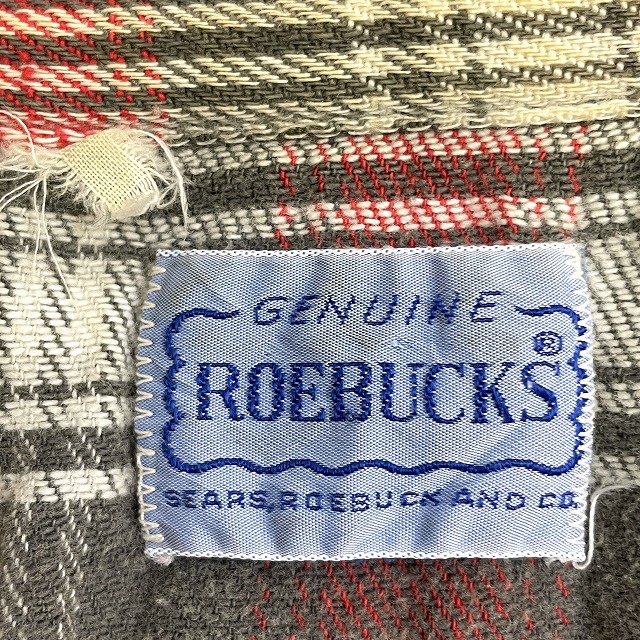 GENUINE
ROEBUCKS®
SEARS, ROEBUCK AND CO.